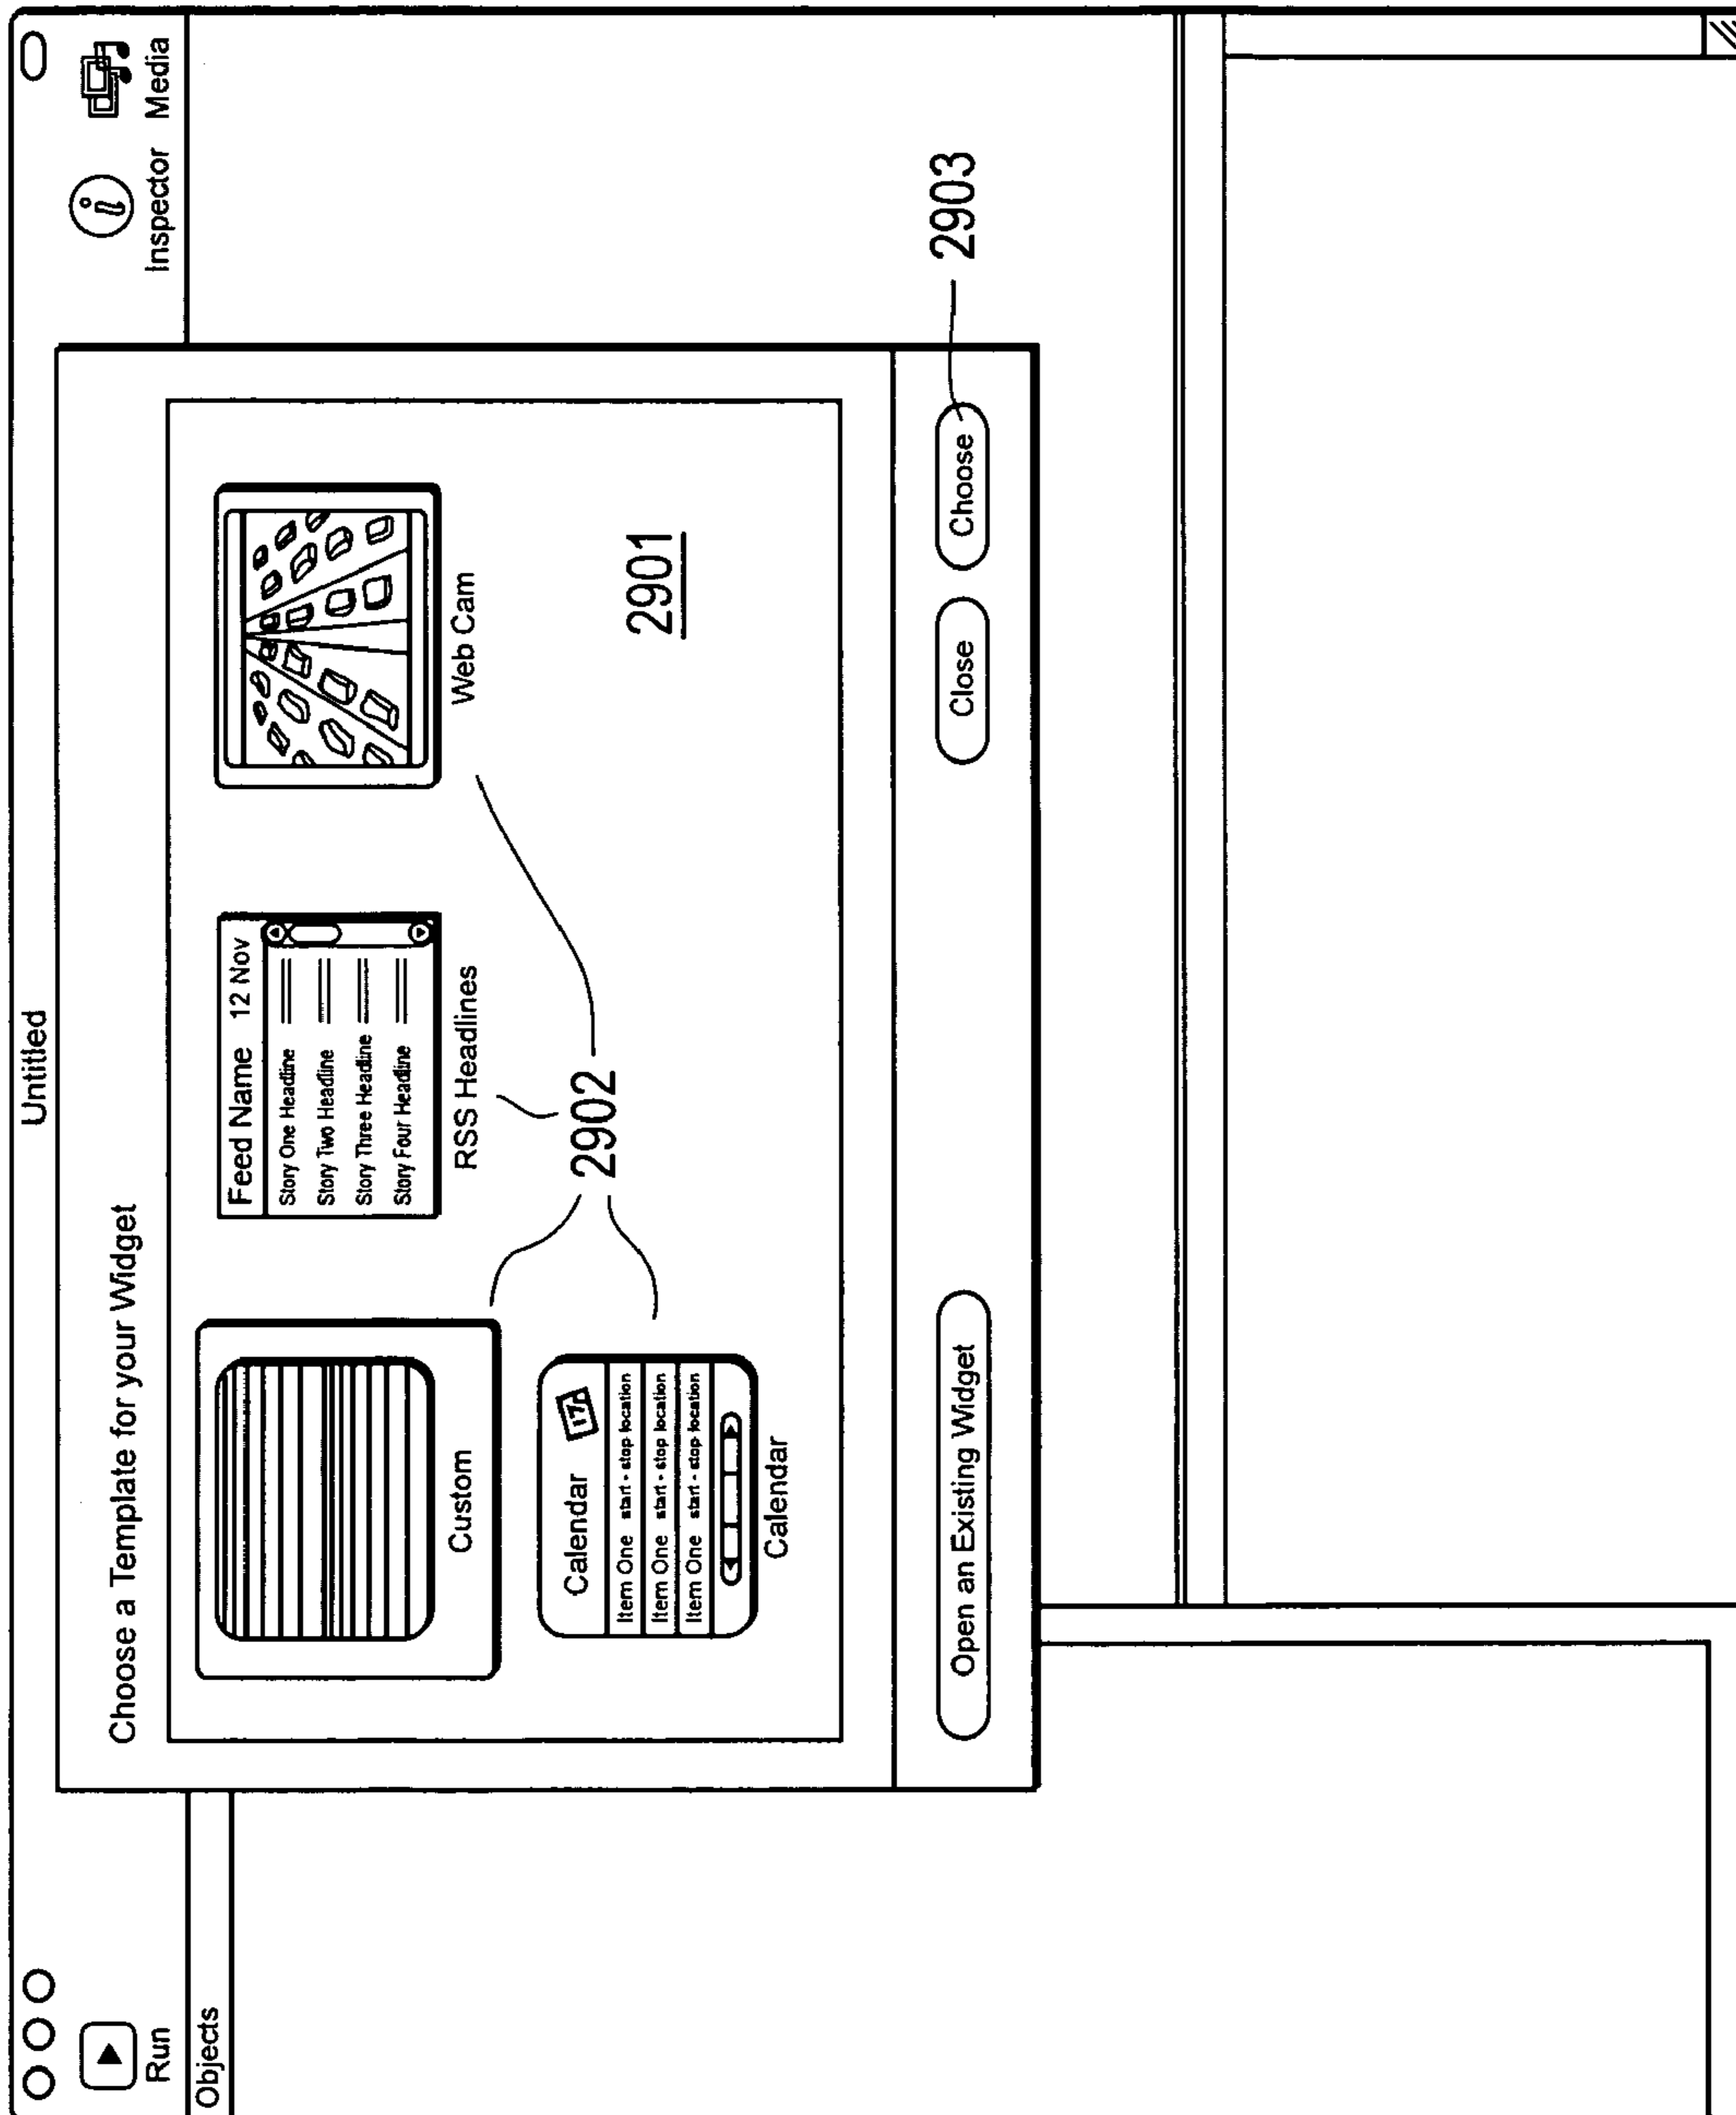 Untitled
Run
Inspector Media
Objects
Choose a Template for your Widget
Custom
Feed Name 12 Nov
Story One Headline
Story Two Headline
Story Three Headline
Story Four Headline
RSS Headlines
Web Cam
2902
2901
Calendar 17
Item One start - stop location
Item One start - stop location
Item One start - stop location
Calendar
Open an Existing Widget
Close
Choose
2903